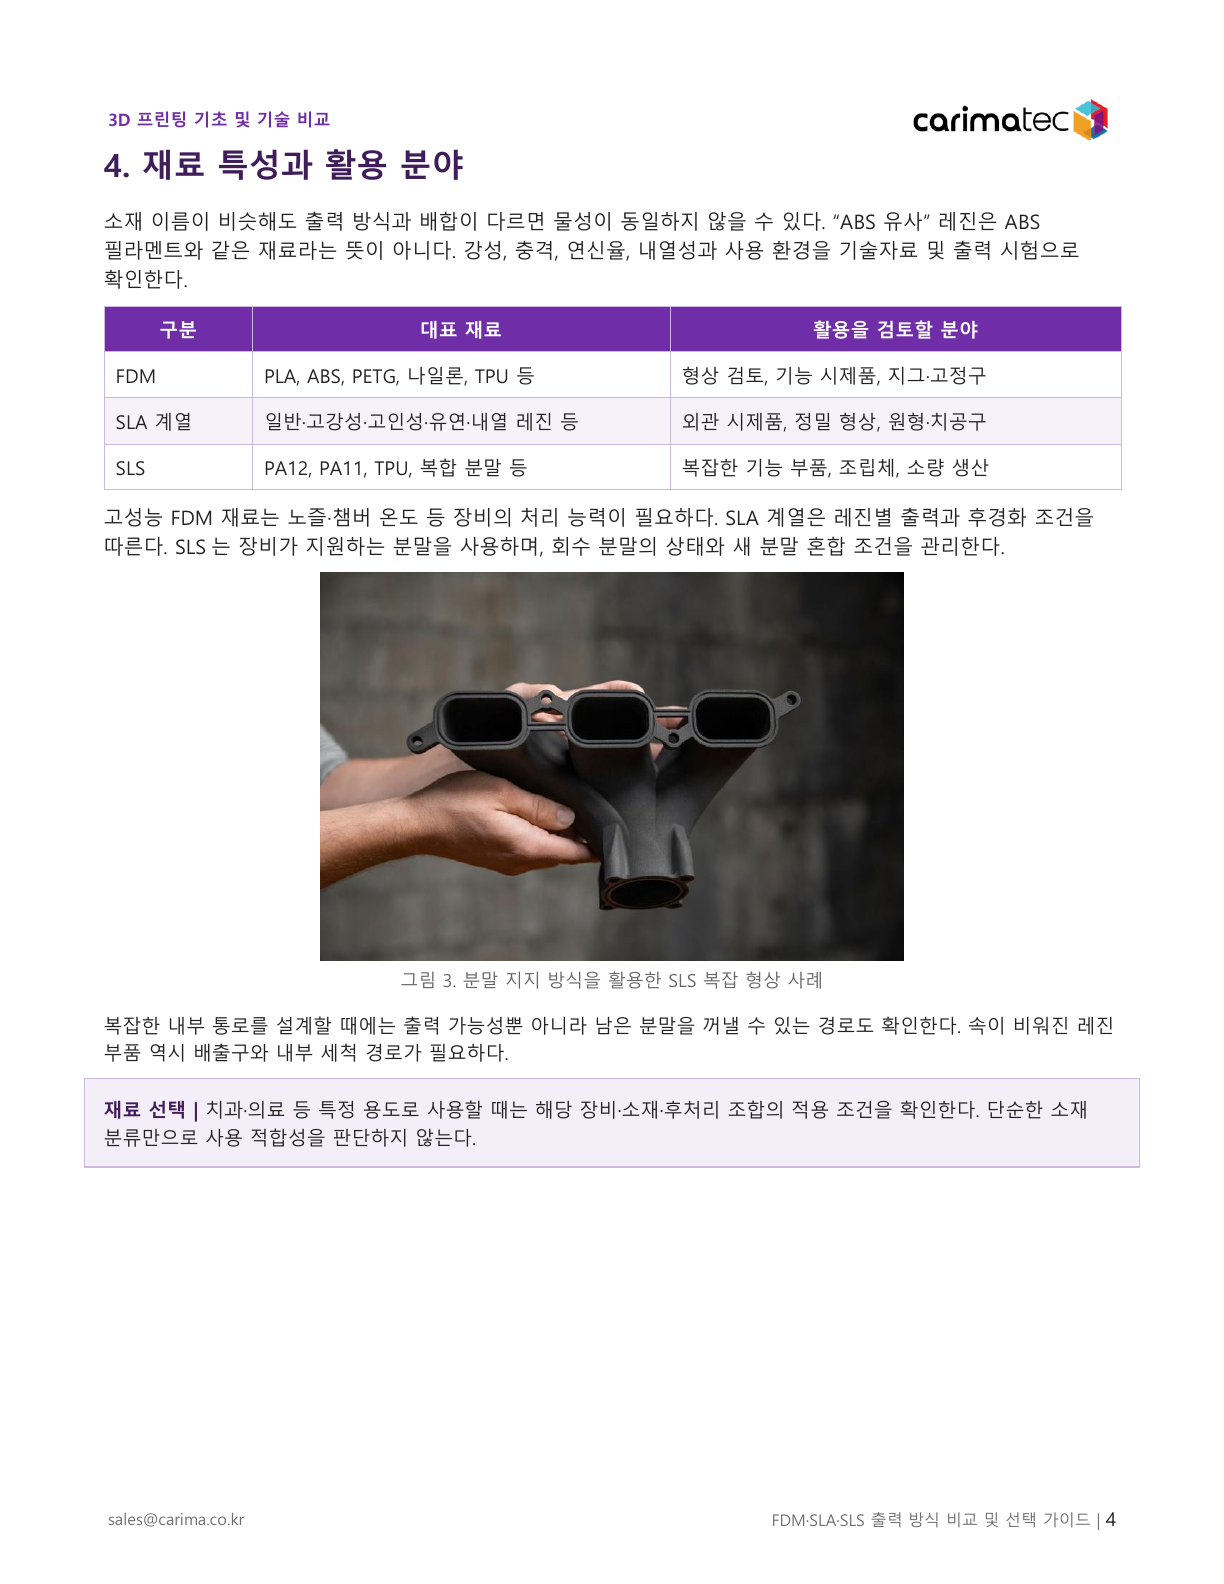 3D 프린팅 기초 및 기술 비교
carimatec
4. 재료 특성과 활용 분야
소재 이름이 비슷해도 출력 방식과 배합이 다르면 물성이 동일하지 않을 수 있다. “ABS 유사” 레진은 ABS
필라멘트와 같은 재료라는 뜻이 아니다. 강성, 충격, 연신율, 내열성과 사용 환경을 기술자료 및 출력 시험으로
확인한다.
구분 대표 재료 활용을 검토할 분야
FDM PLA, ABS, PETG, 나일론, TPU 등 형상 검토, 기능 시제품, 지그·고정구
SLA 계열 일반·고강성·고인성·유연·내열 레진 등 외관 시제품, 정밀 형상, 원형·치공구
SLS PA12, PA11, TPU, 복합 분말 등 복잡한 기능 부품, 조립체, 소량 생산
고성능 FDM 재료는 노즐·챔버 온도 등 장비의 처리 능력이 필요하다. SLA 계열은 레진별 출력과 후경화 조건을
따른다. SLS 는 장비가 지원하는 분말을 사용하며, 회수 분말의 상태와 새 분말 혼합 조건을 관리한다.
그림 3. 분말 지지 방식을 활용한 SLS 복잡 형상 사례
복잡한 내부 통로를 설계할 때에는 출력 가능성뿐 아니라 남은 분말을 꺼낼 수 있는 경로도 확인한다. 속이 비워진 레진
부품 역시 배출구와 내부 세척 경로가 필요하다.
재료 선택 | 치과·의료 등 특정 용도로 사용할 때는 해당 장비·소재·후처리 조합의 적용 조건을 확인한다. 단순한 소재
분류만으로 사용 적합성을 판단하지 않는다.
sales@carima.co.kr
FDM·SLA·SLS 출력 방식 비교 및 선택 가이드 | 4